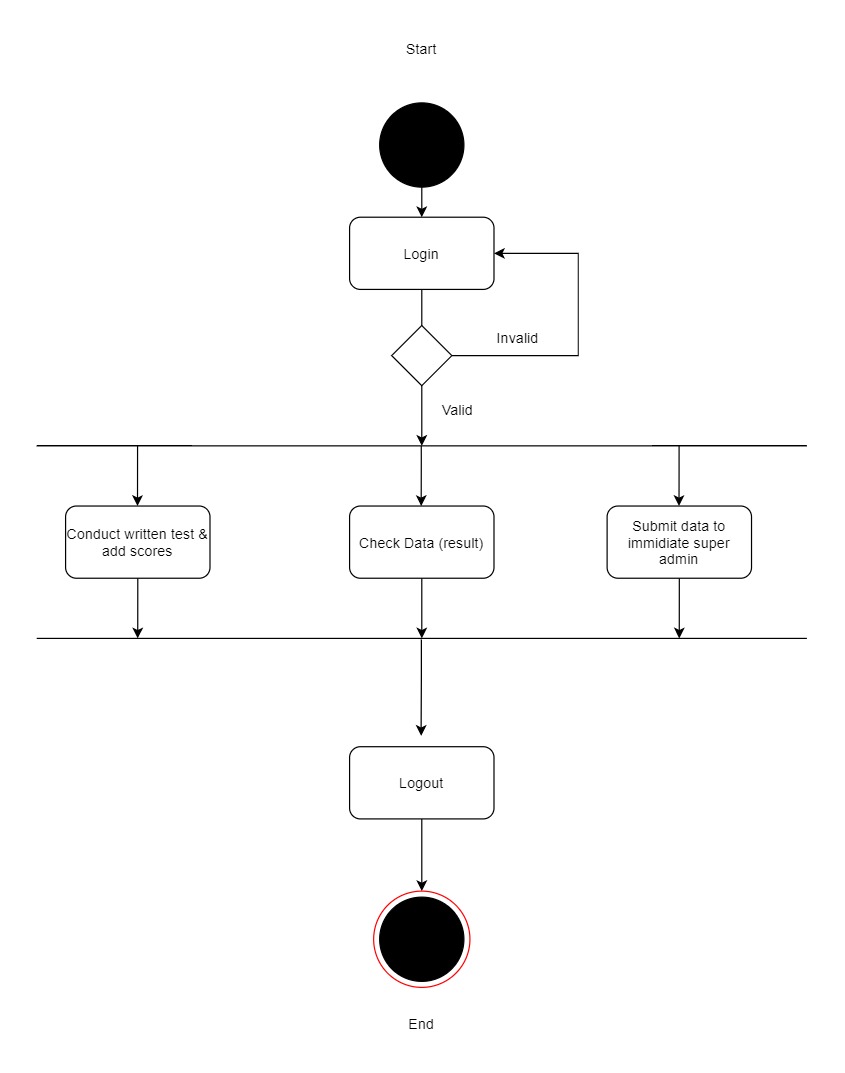 Start
Login
Invalid
Valid
Conduct written test &
add scores
Check Data (result)
Submit data to
immidiate super
admin
Logout
End